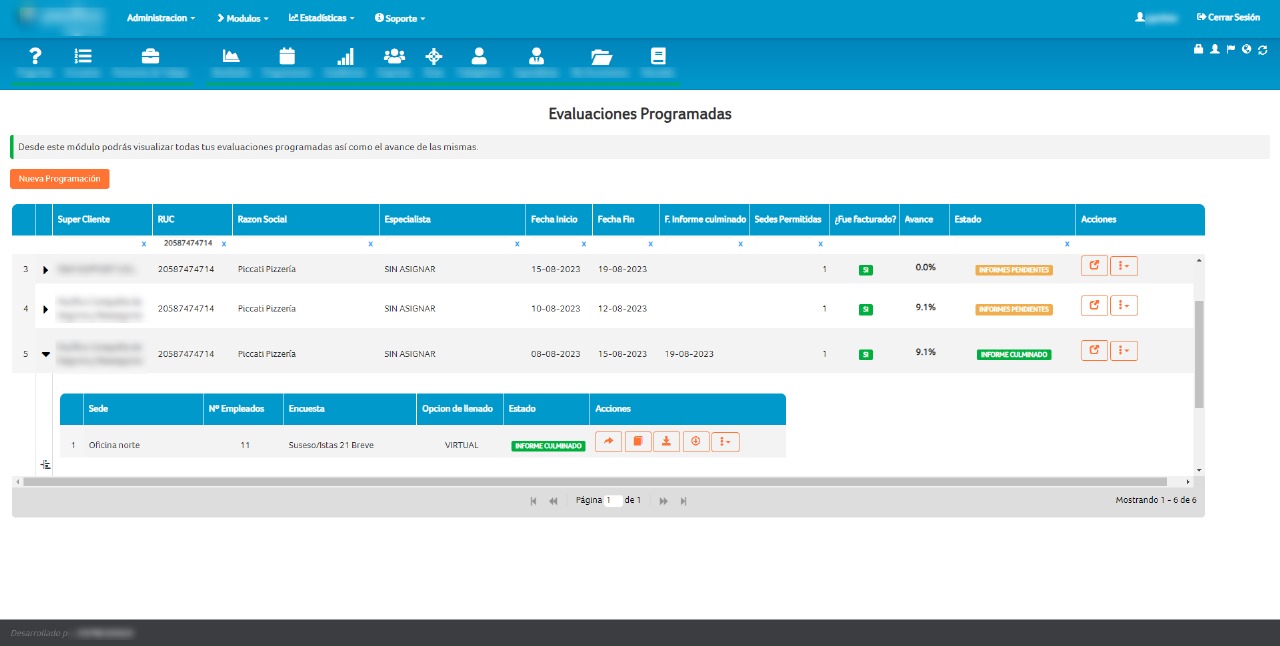 Administracion Modulos Estadísticas Soporte Cerrar Sesión
Evaluaciones Programadas
Desde este módulo podrás visualizar todas tus evaluaciones programadas así como el avance de las mismas.
Nueva Programación
Super Cliente RUC Razon Social Especialista Fecha Inicio Fecha Fin F. Informe culminado Sedes Permitidas ¿Fue facturado? Avance Estado Acciones
x 20587474714 x x x x x x x x
3 20587474714 Piccati Pizzería SIN ASIGNAR 15-08-2023 19-08-2023 1 SI 0.0% INFORMES PENDIENTES
4 20587474714 Piccati Pizzería SIN ASIGNAR 10-08-2023 12-08-2023 1 SI 9.1% INFORMES PENDIENTES
5 20587474714 Piccati Pizzería SIN ASIGNAR 08-08-2023 15-08-2023 19-08-2023 1 SI 9.1% INFORME CULMINADO
Sede Nº Empleados Encuesta Opcion de llenado Estado Acciones
1 Oficina norte 11 Suseso/Istas 21 Breve VIRTUAL INFORME CULMINADO
Página 1 de 1 Mostrando 1 - 6 de 6
Desarrollado p